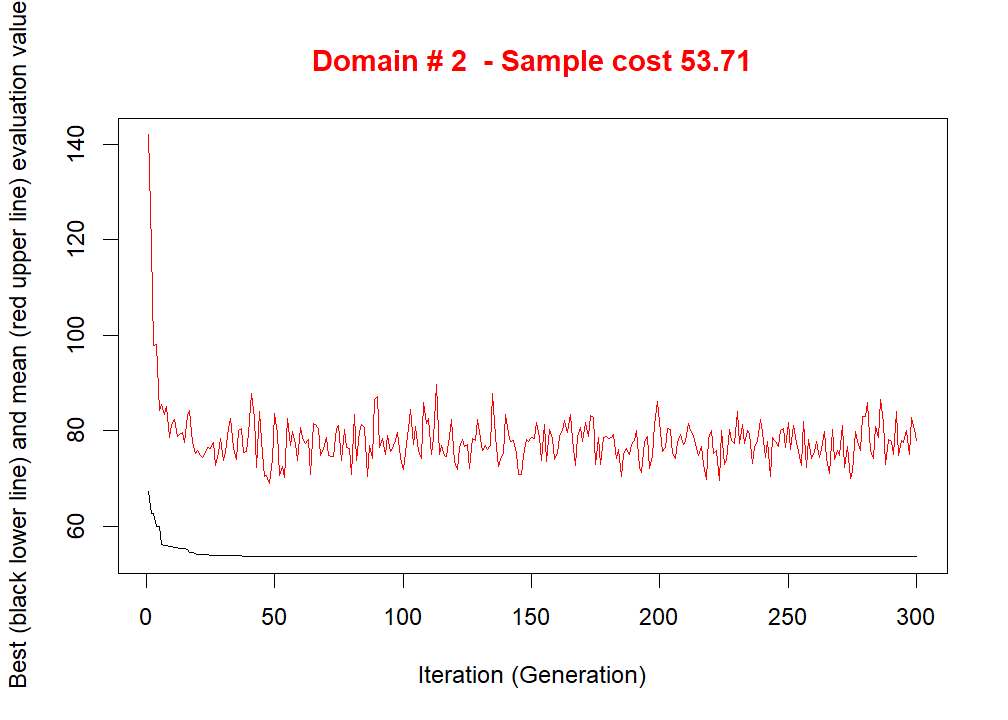 Domain # 2  - Sample cost 53.71
Best (black lower line) and mean (red upper line) evaluation value
140
120
100
80
60
0 50 100 150 200 250 300
Iteration (Generation)